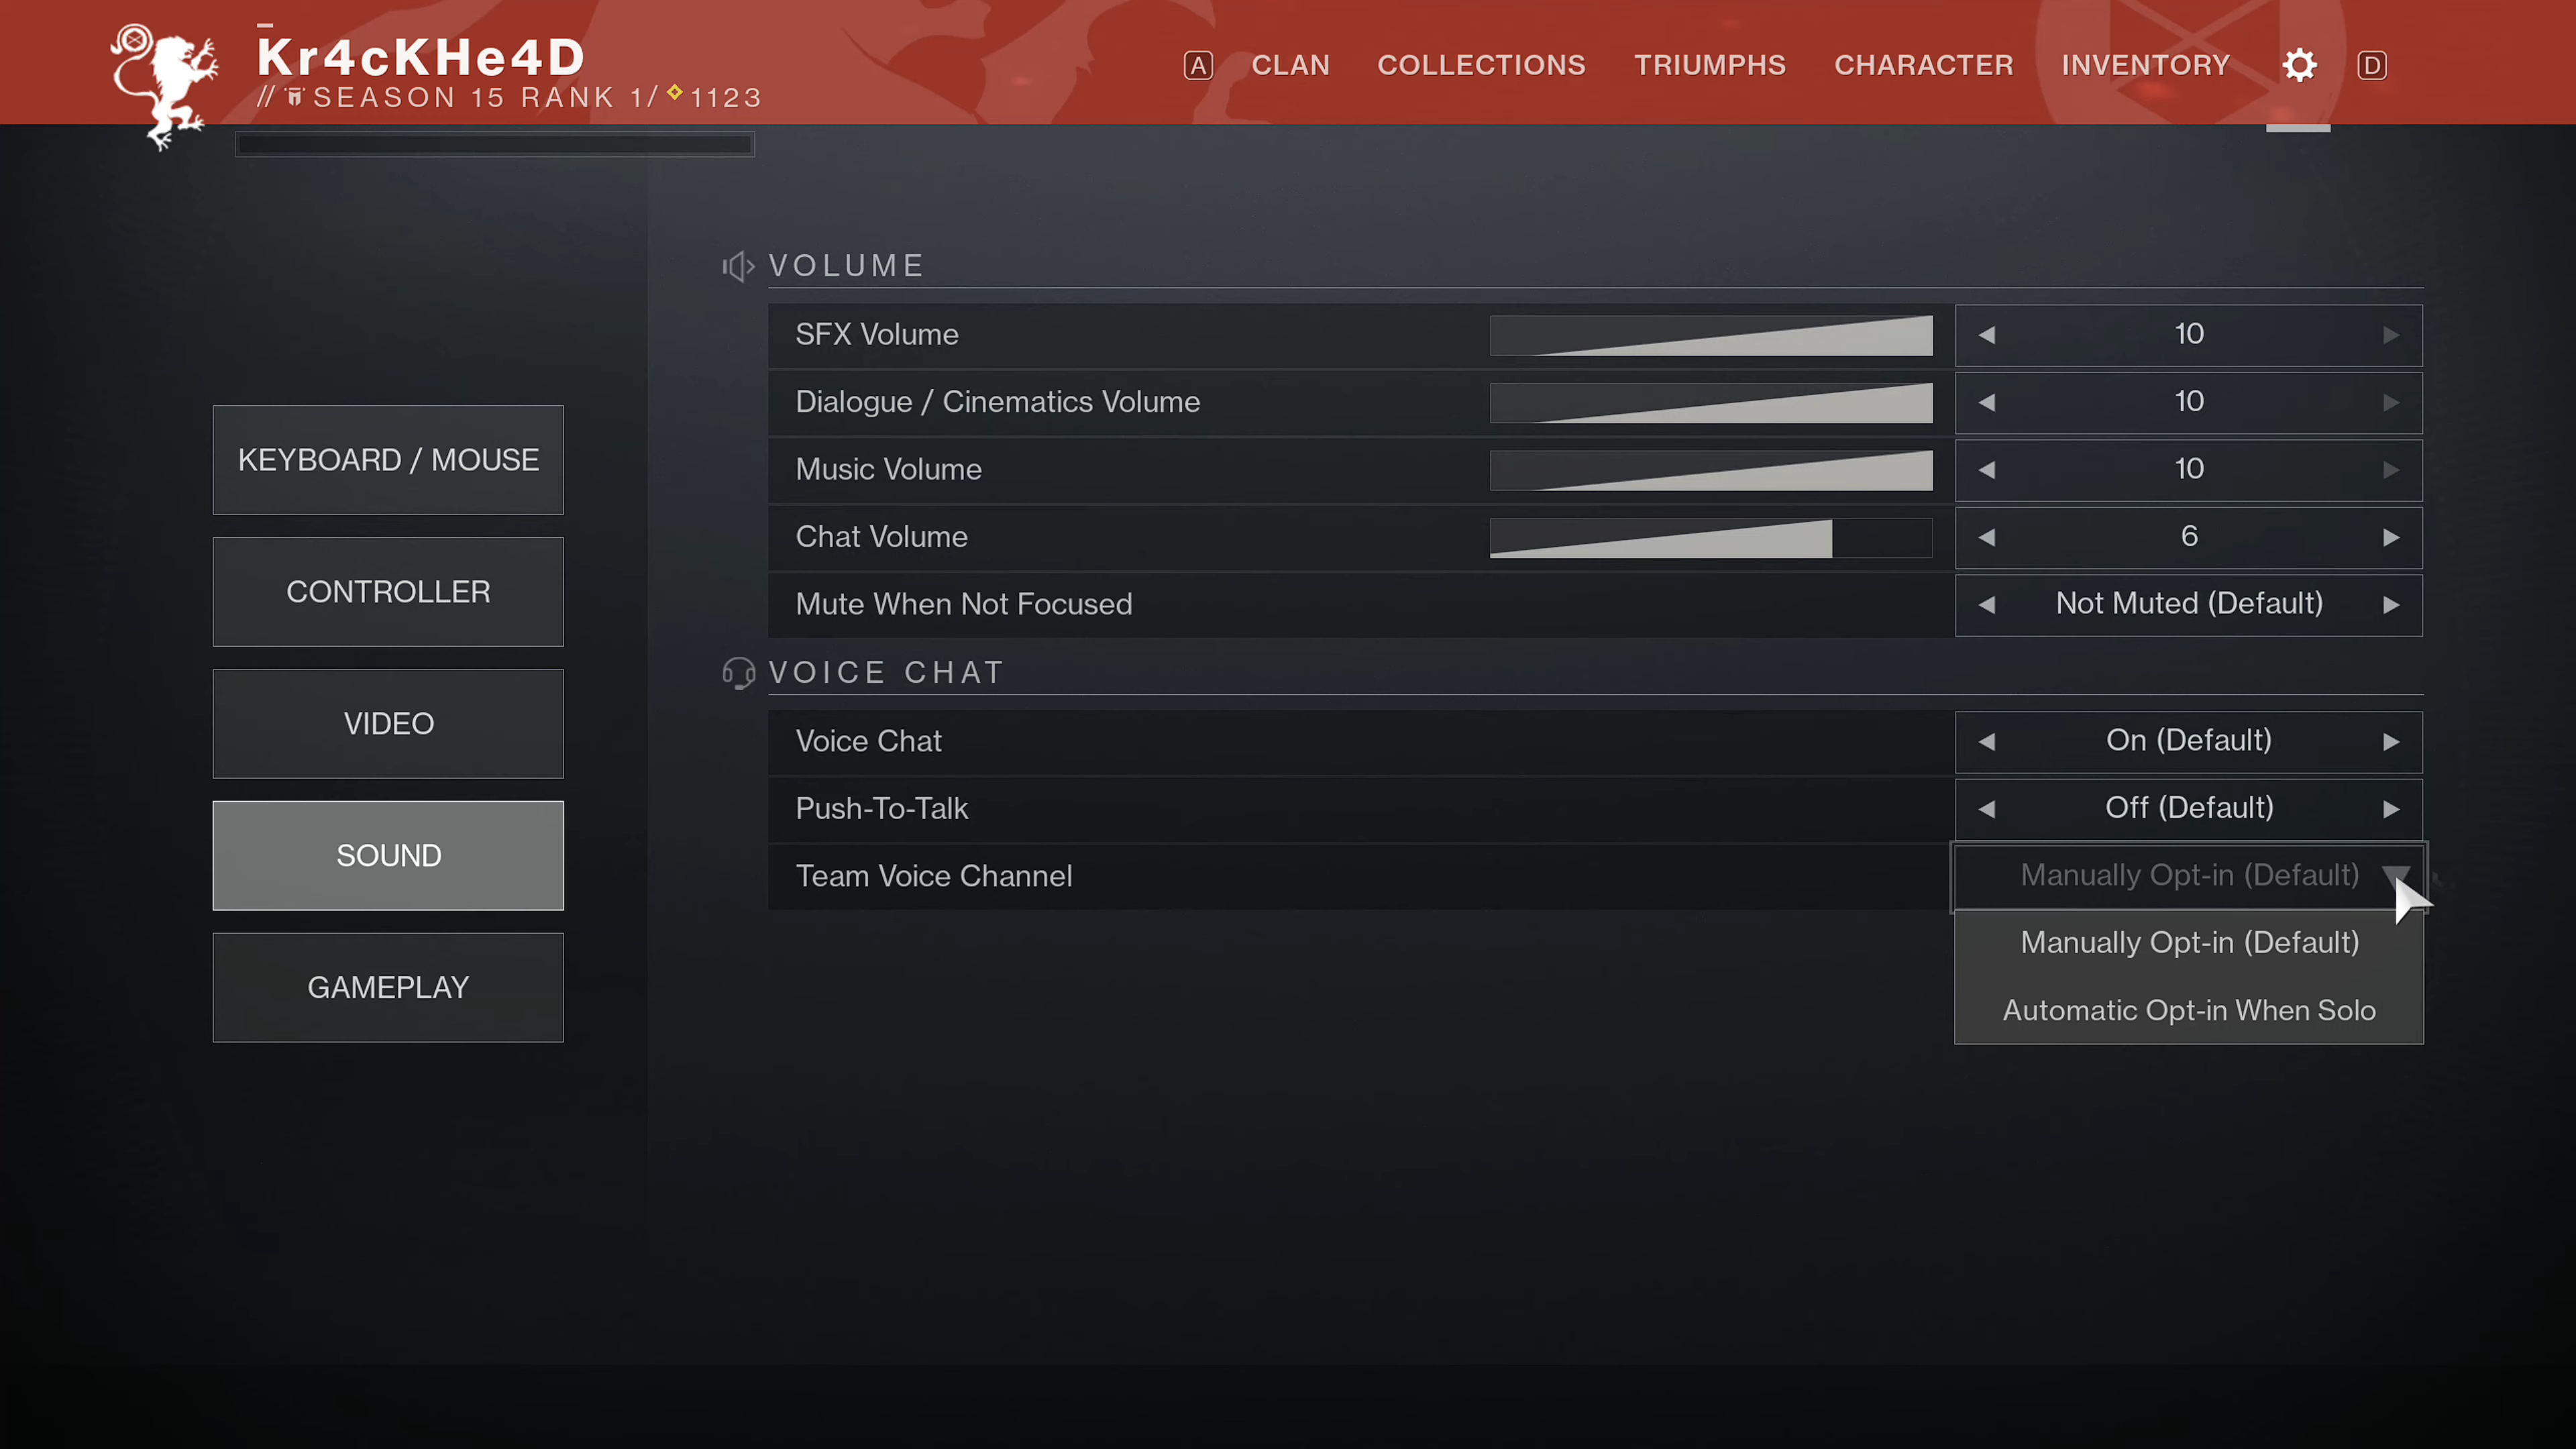 Kr4cKHe4D
// SEASON 15 RANK 1/ 1123
A CLAN COLLECTIONS TRIUMPHS CHARACTER INVENTORY D
KEYBOARD / MOUSE
CONTROLLER
VIDEO
SOUND
GAMEPLAY
VOLUME
SFX Volume 10
Dialogue / Cinematics Volume 10
Music Volume 10
Chat Volume 6
Mute When Not Focused Not Muted (Default)
VOICE CHAT
Voice Chat On (Default)
Push-To-Talk Off (Default)
Team Voice Channel Manually Opt-in (Default)
Manually Opt-in (Default)
Automatic Opt-in When Solo